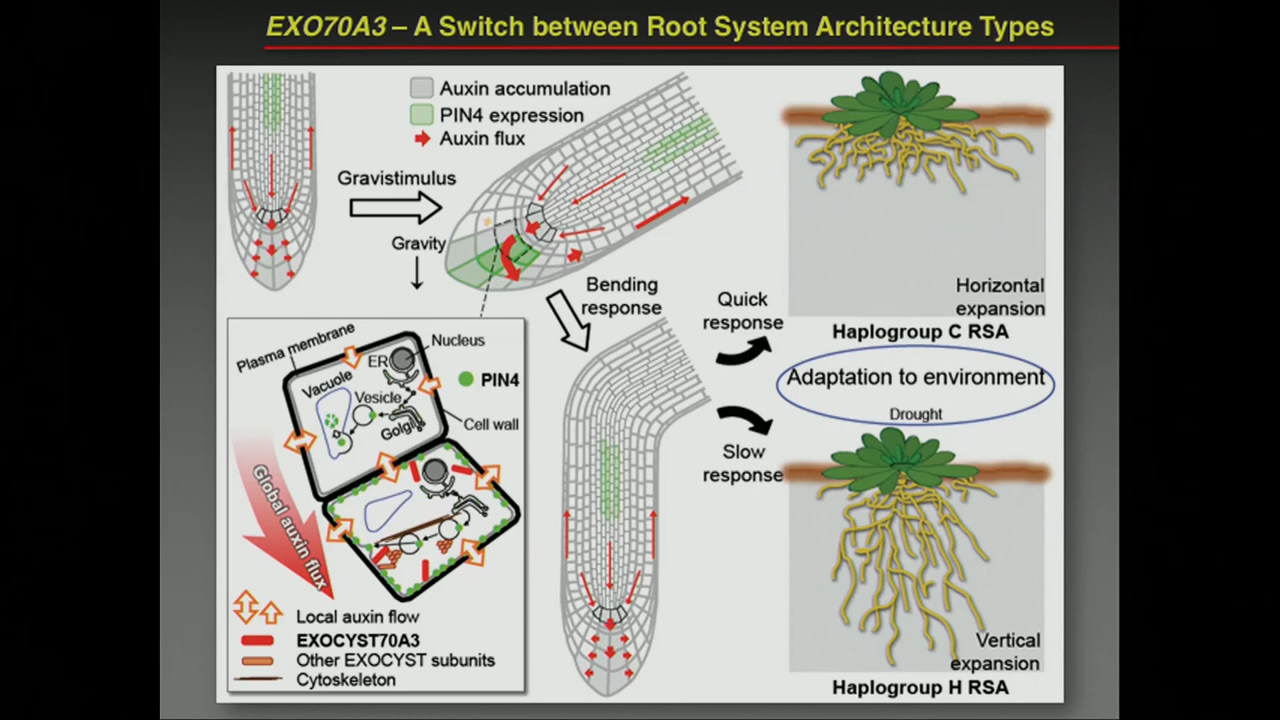 EXO70A3 – A Switch between Root System Architecture Types
Auxin accumulation
PIN4 expression
Auxin flux
Gravistimulus
Gravity
Bending
response
Quick
response
Slow
response
Horizontal
expansion
Haplogroup C RSA
Adaptation to environment
Drought
Vertical
expansion
Haplogroup H RSA
Plasma membrane
Nucleus
ER
PIN4
Vacuole
Vesicle
Golgi
Cell wall
Global auxin flux
Local auxin flow
EXOCYST70A3
Other EXOCYST subunits
Cytoskeleton